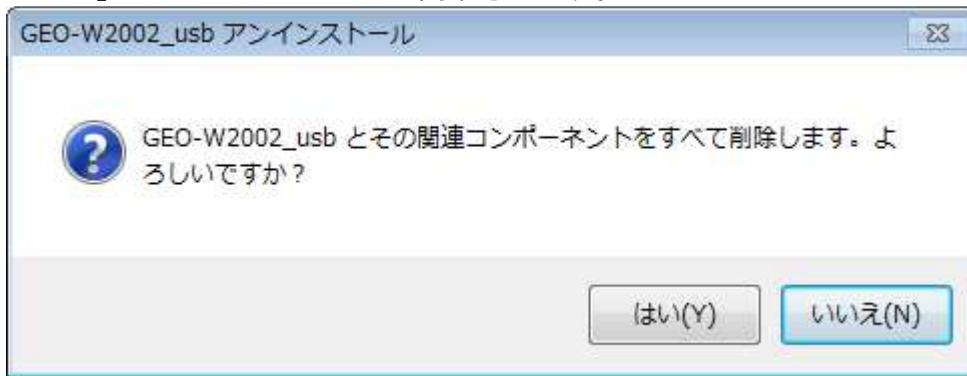 GEO-W2002_usb アンインストール
GEO-W2002_usb とその関連コンポーネントをすべて削除します。よ
ろしいですか？
はい(Y)
いいえ(N)